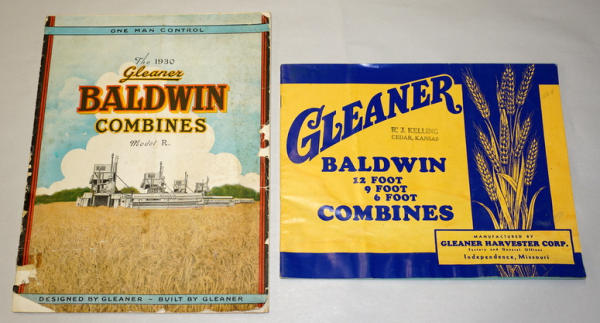 ONE MAN CONTROL
The 1930
Gleaner
BALDWIN
COMBINES
Model R.
DESIGNED BY GLEANER - BUILT BY GLEANER
GLEANER
R. J. KELLING
CEDAR, KANSAS
BALDWIN
12 FOOT
9 FOOT
6 FOOT
COMBINES
MANUFACTURED BY
GLEANER HARVESTER CORP.
Factory and General Offices
Independence, Missouri